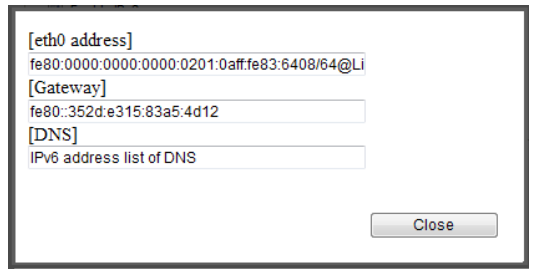 [eth0 address]
fe80:0000:0000:0000:0201:0aff:fe83:6408/64@Li
[Gateway]
fe80::352d:e315:83a5:4d12
[DNS]
IPv6 address list of DNS
Close